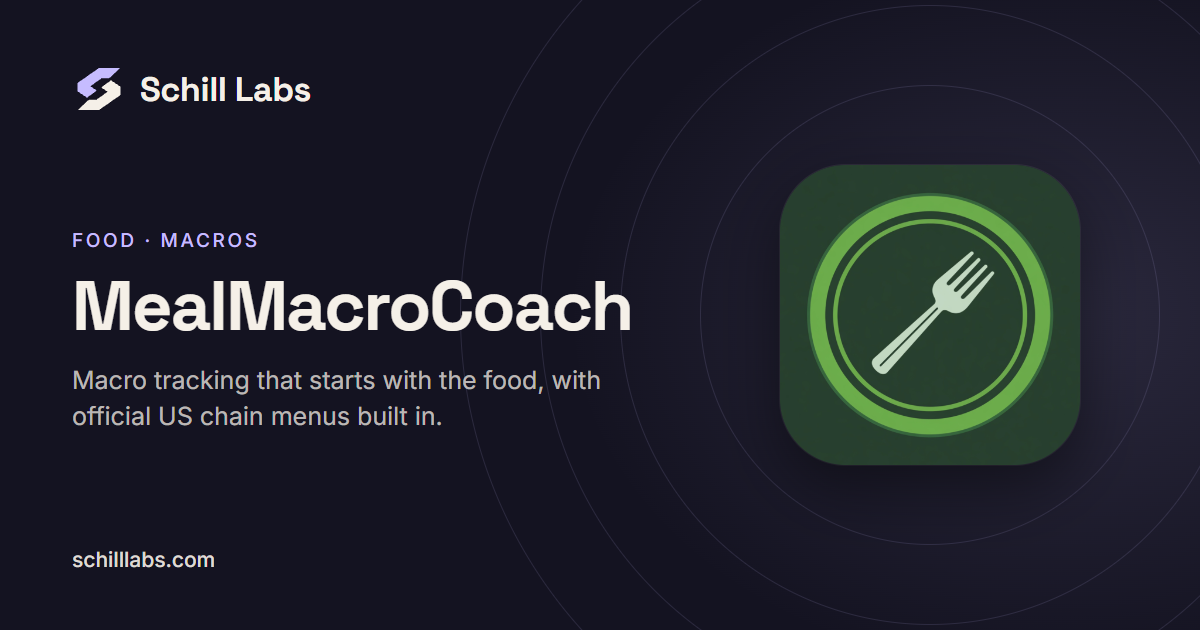 Schill Labs
FOOD · MACROS
MealMacroCoach
Macro tracking that starts with the food, with
official US chain menus built in.
schilllabs.com